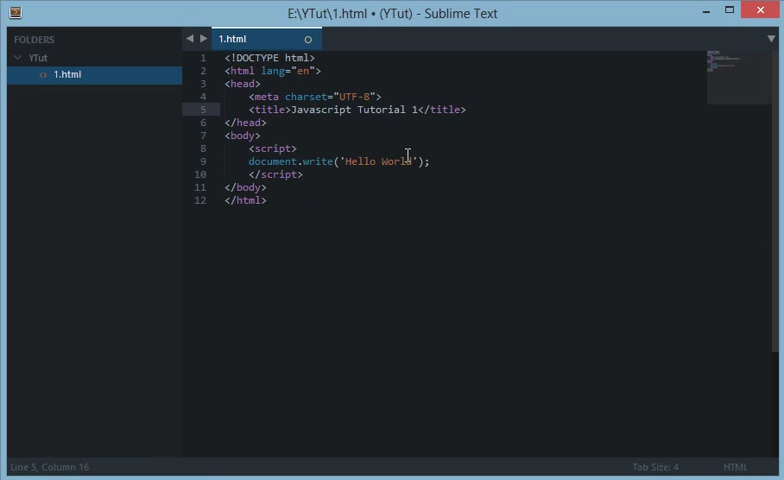 E:\YTut\1.html • (YTut) - Sublime Text
FOLDERS
YTut
1.html
1.html
1 <!DOCTYPE html>
2 <html lang="en">
3 <head>
4 <meta charset="UTF-8">
5 <title>Javascript Tutorial 1</title>
6 </head>
7 <body>
8 <script>
9 document.write('Hello World');
10 </script>
11 </body>
12 </html>
Line 5, Column 16
Tab Size: 4
HTML